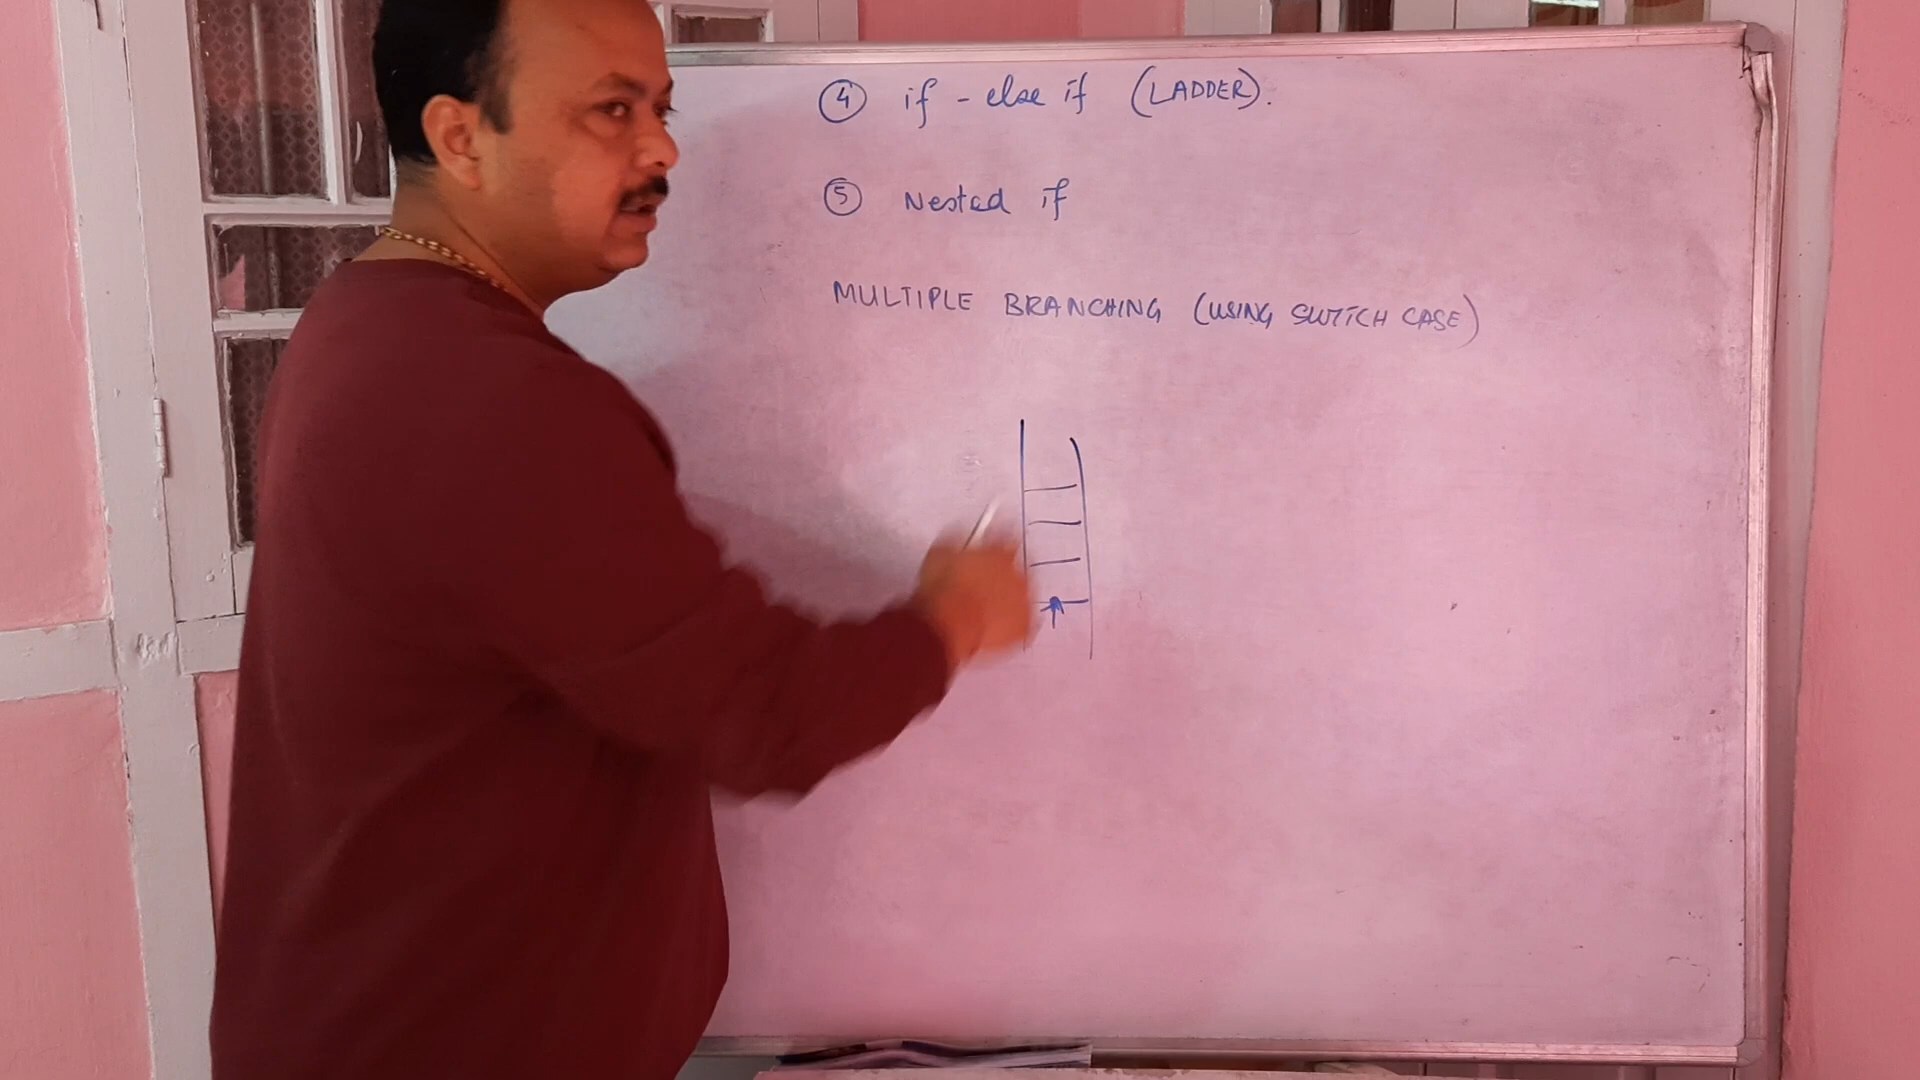 ④ if - else if (LADDER).
⑤ Nested if
MULTIPLE BRANCHING (USING SWITCH CASE)